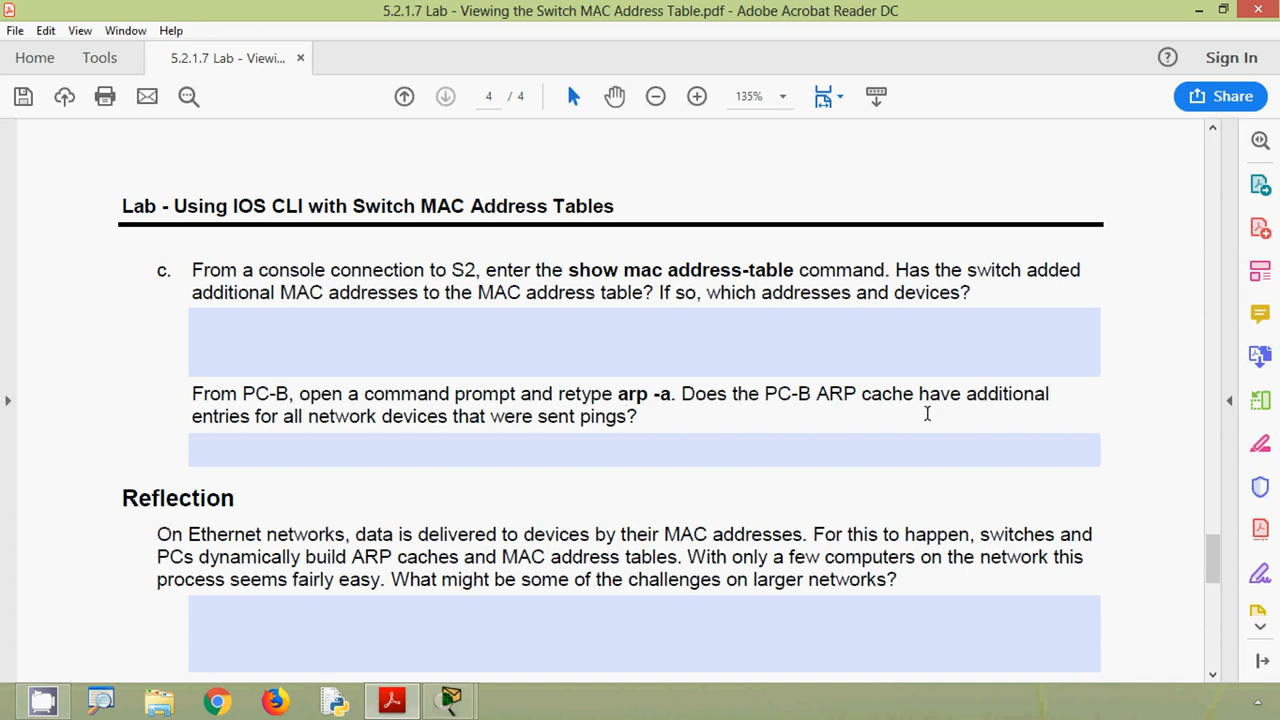 5.2.1.7 Lab - Viewing the Switch MAC Address Table.pdf - Adobe Acrobat Reader DC
File Edit View Window Help
Home Tools 5.2.1.7 Lab - Viewi... × Sign In
4 / 4 135% Share
Lab - Using IOS CLI with Switch MAC Address Tables
c. From a console connection to S2, enter the show mac address-table command. Has the switch added
additional MAC addresses to the MAC address table? If so, which addresses and devices?
From PC-B, open a command prompt and retype arp -a. Does the PC-B ARP cache have additional
entries for all network devices that were sent pings?
Reflection
On Ethernet networks, data is delivered to devices by their MAC addresses. For this to happen, switches and
PCs dynamically build ARP caches and MAC address tables. With only a few computers on the network this
process seems fairly easy. What might be some of the challenges on larger networks?